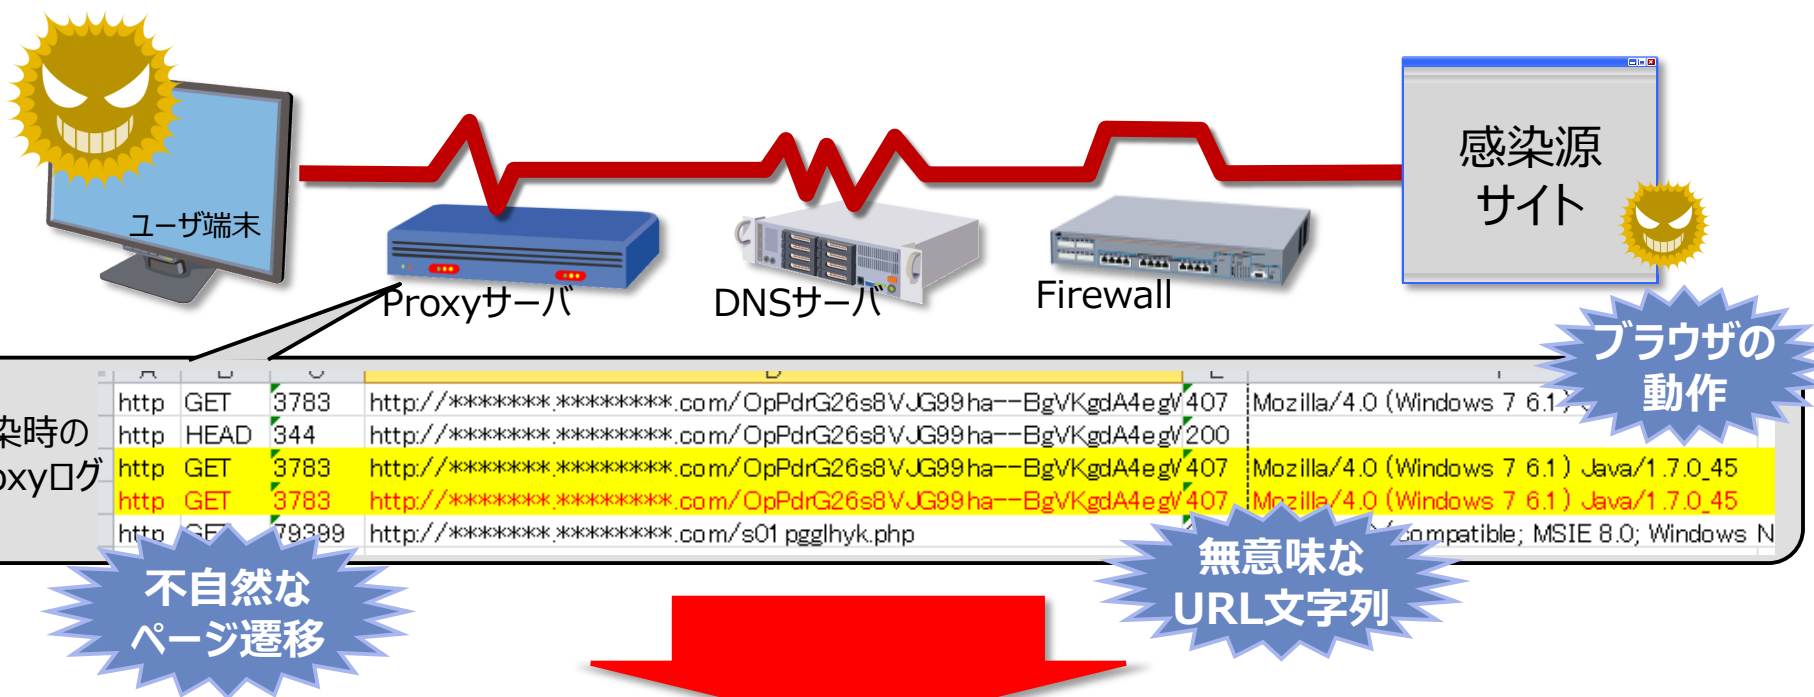 ユーザ端末
Proxyサーバ
DNSサーバ
Firewall
感染源
サイト
ブラウザの
動作
染時の
oxyログ
http GET 3783 http://*******.********.com/OpPdrG26s8VJG99ha--BgVKgdA4egV 407 Mozilla/4.0 (Windows 7 6.1)
http HEAD 344 http://*******.********.com/OpPdrG26s8VJG99ha--BgVKgdA4egV 200
http GET 3783 http://*******.********.com/OpPdrG26s8VJG99ha--BgVKgdA4egV 407 Mozilla/4.0 (Windows 7 6.1) Java/1.7.0_45
http GET 3783 http://*******.********.com/OpPdrG26s8VJG99ha--BgVKgdA4egV 407 Mozilla/4.0 (Windows 7 6.1) Java/1.7.0_45
http GET 79399 http://*******.********.com/s01pgglhyk.php compatible; MSIE 8.0; Windows N
不自然な
ページ遷移
無意味な
URL文字列